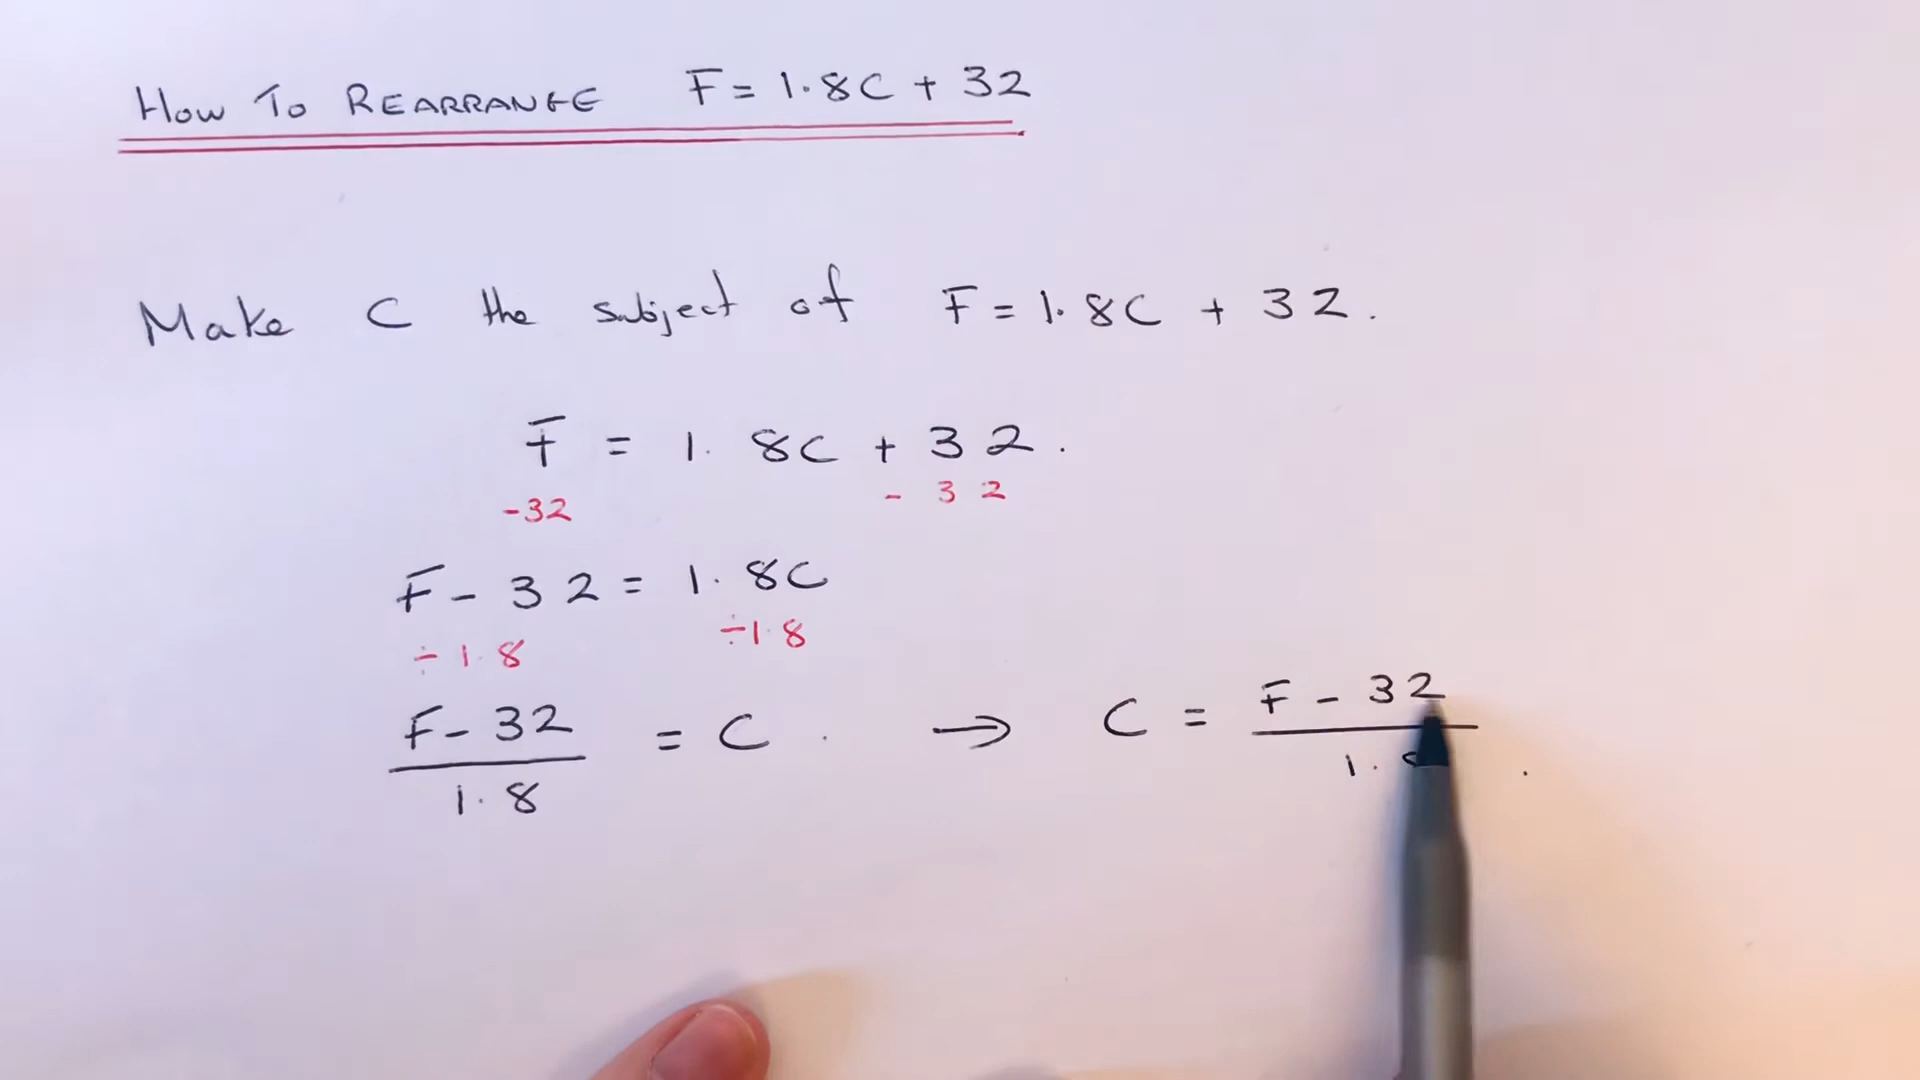 HOW TO REARRANGE F = 1.8C + 32
Make C the subject of F = 1.8C + 32.
F = 1.8C + 32.
-32 -32
F - 32 = 1.8C
÷1.8 ÷1.8
F - 32
1.8
= C. → C =
F - 32
1.